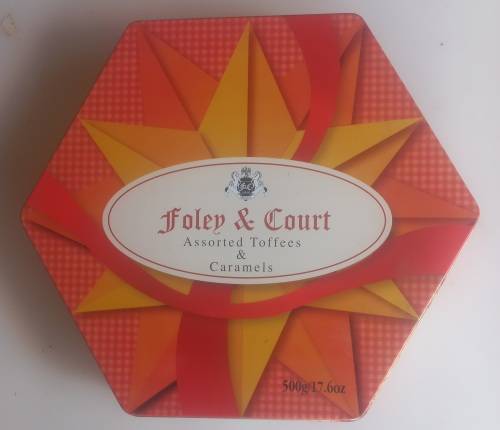 Foley & Court
Assorted Toffees
&
Caramels
500g/17.6oz